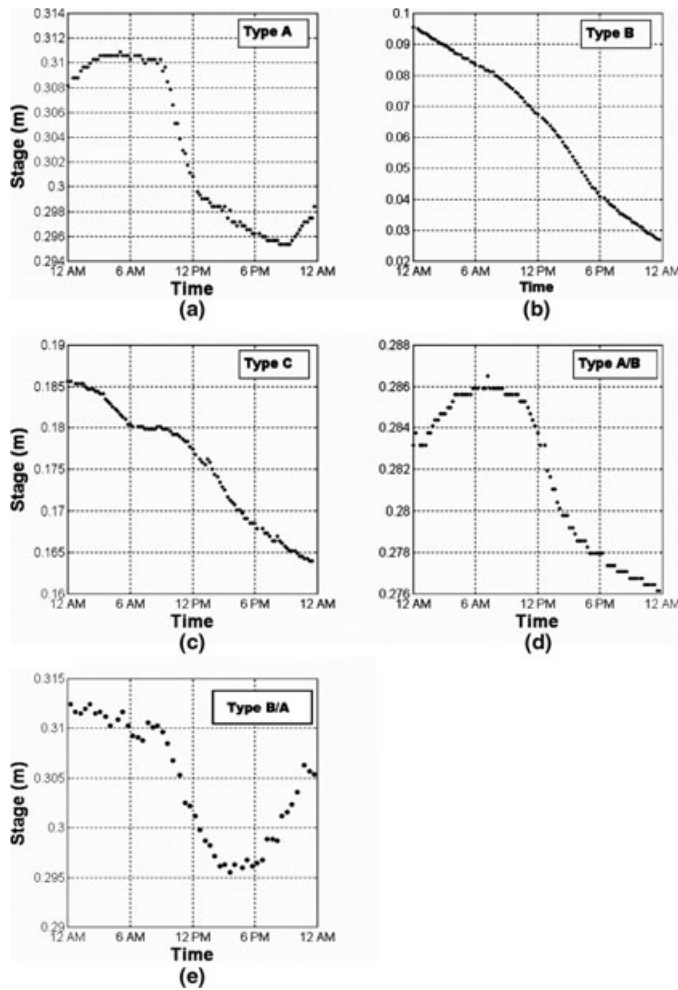 Type A
Stage (m)
0.314
0.312
0.31
0.308
0.306
0.304
0.302
0.3
0.298
0.296
0.294
12 AM 6 AM 12 PM 6 PM 12 AM
Time
(a)
Type B
0.1
0.09
0.08
0.07
0.06
0.05
0.04
0.03
0.02
12 AM 6 AM 12 PM 6 PM 12 AM
Time
(b)
Type C
Stage (m)
0.19
0.185
0.18
0.175
0.17
0.165
0.16
12 AM 6 AM 12 PM 6 PM 12 AM
Time
(c)
Type A/B
0.288
0.286
0.284
0.282
0.28
0.278
0.276
12 AM 6 AM 12 PM 6 PM 12 AM
Time
(d)
Type B/A
Stage (m)
0.315
0.31
0.305
0.3
0.295
0.29
12 AM 6 AM 12 PM 6 PM 12 AM
Time
(e)